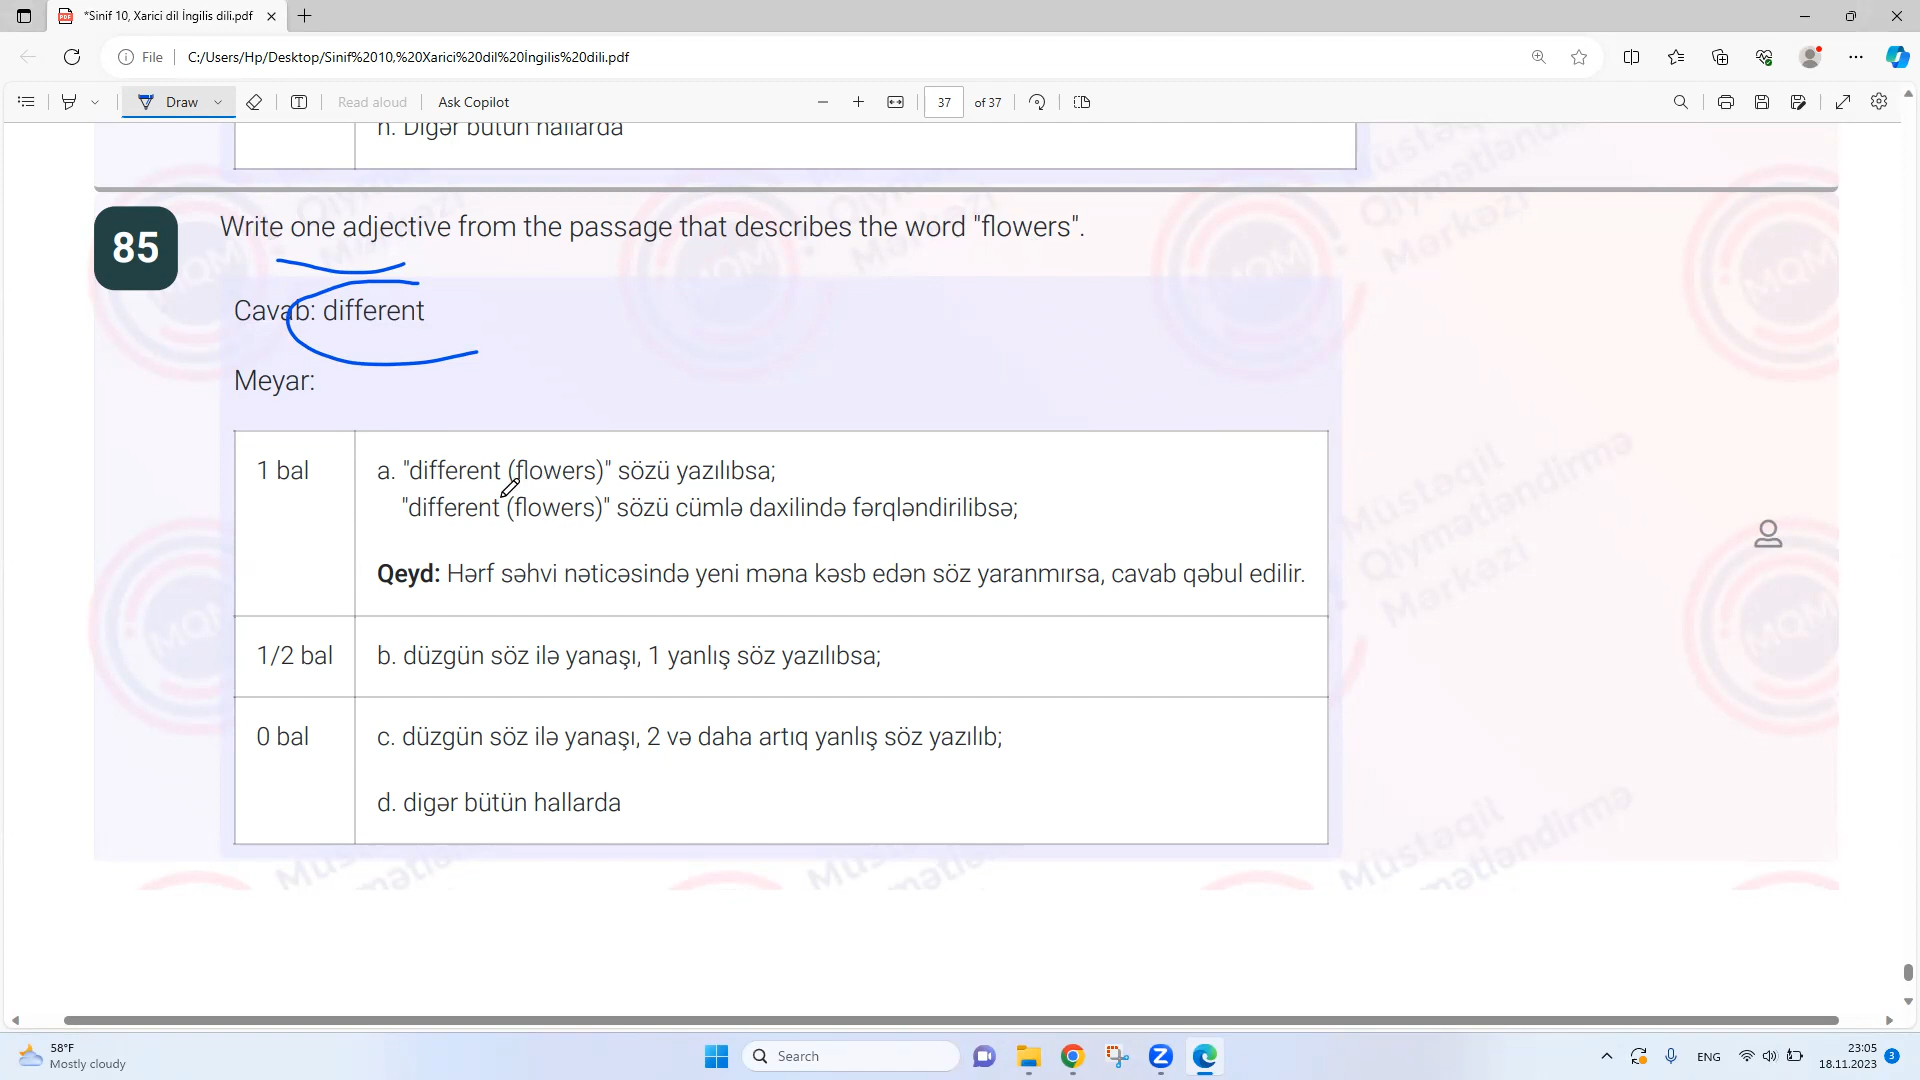 *Sinif 10, Xarici dil İngilis dili.pdf
File
C:/Users/Hp/Desktop/Sinif%2010,%20Xarici%20dil%20İngilis%20dili.pdf
Draw
Read aloud
Ask Copilot
37
of 37
h. Digər bütün hallarda
85
Write one adjective from the passage that describes the word "flowers".
Cavab: different
Meyar:
1 bal
a. "different (flowers)" sözü yazılıbsa;
"different (flowers)" sözü cümlə daxilində fərqləndirilibsə;
Qeyd: Hərf səhvi nəticəsində yeni məna kəsb edən söz yaranmırsa, cavab qəbul edilir.
1/2 bal
b. düzgün söz ilə yanaşı, 1 yanlış söz yazılıbsa;
0 bal
c. düzgün söz ilə yanaşı, 2 və daha artıq yanlış söz yazılıb;
d. digər bütün hallarda
Müstəqil
Qiymətləndirmə
Mərkəzi
MQM
58°F
Mostly cloudy
Search
ENG
23:05
18.11.2023
3